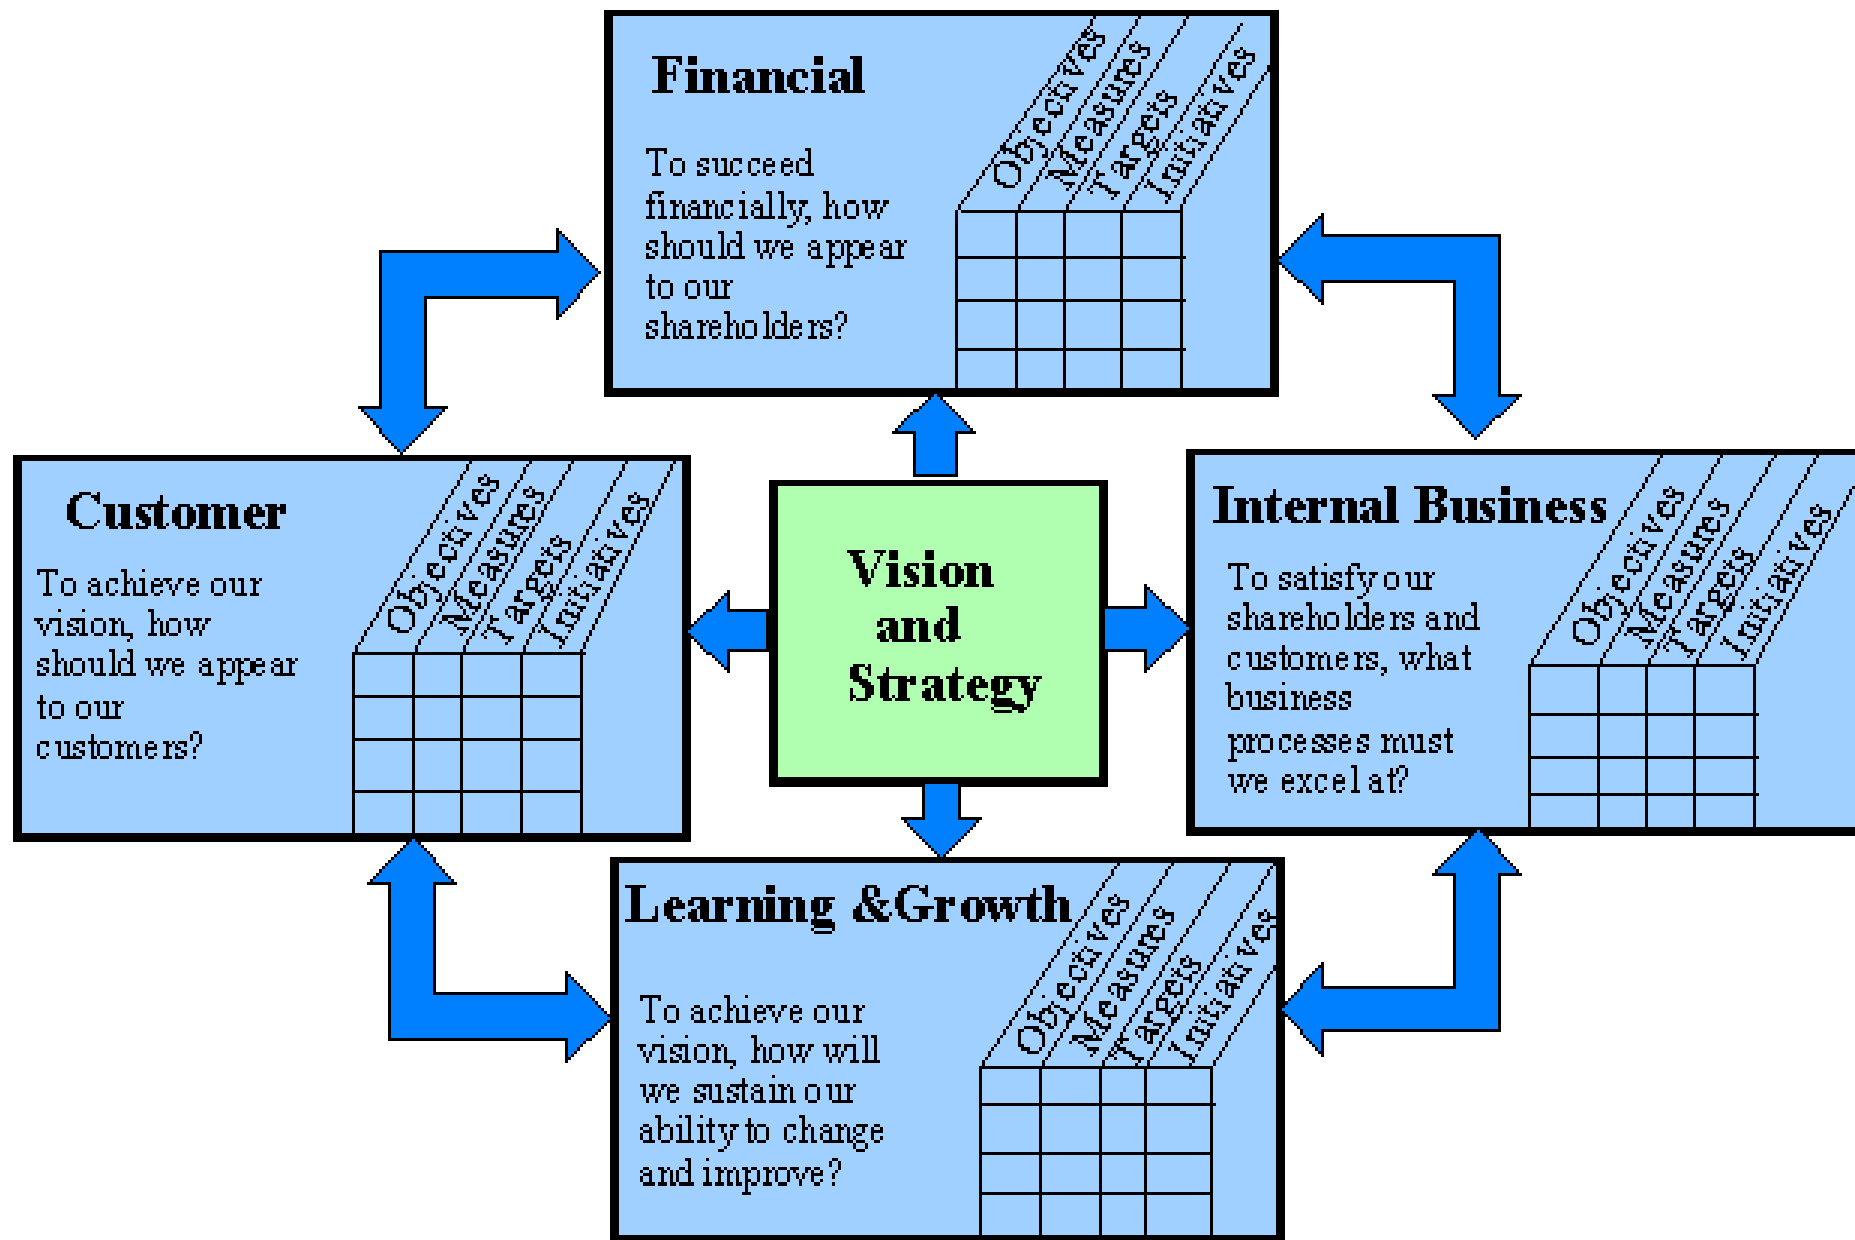 Financial
To succeed
financially, how
should we appear
to our
shareholders?
Objectives
Measures
Targets
Initiatives
Customer
To achieve our
vision, how
should we appear
to our
customers?
Objectives
Measures
Targets
Initiatives
Vision
and
Strategy
Internal Business
To satisfy our
shareholders and
customers, what
business
processes must
we excel at?
Objectives
Measures
Targets
Initiatives
Learning &Growth
To achieve our
vision, how will
we sustain our
ability to change
and improve?
Objectives
Measures
Targets
Initiatives